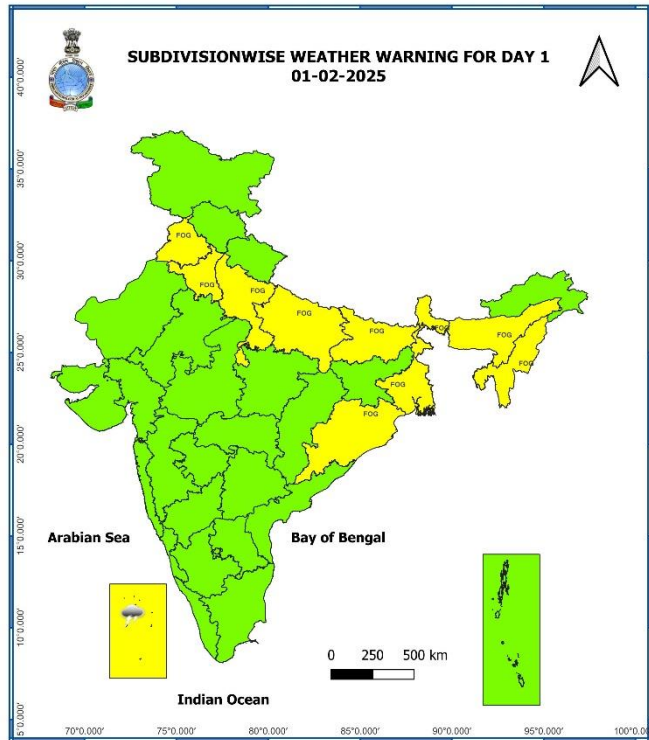 SUBDIVISIONWISE WEATHER WARNING FOR DAY 1
01-02-2025
40°0.000'
35°0.000'
FOG
30°0.000'
FOG
FOG
FOG
FOG
FOG
FOG
25°0.000'
FOG
FOG
FOG
20°0.000'
Arabian Sea
Bay of Bengal
15°0.000'
10°0.000'
0 250 500 km
Indian Ocean
5°0.000'
70°0.000'
75°0.000'
80°0.000'
85°0.000'
90°0.000'
95°0.000'
100°0.0